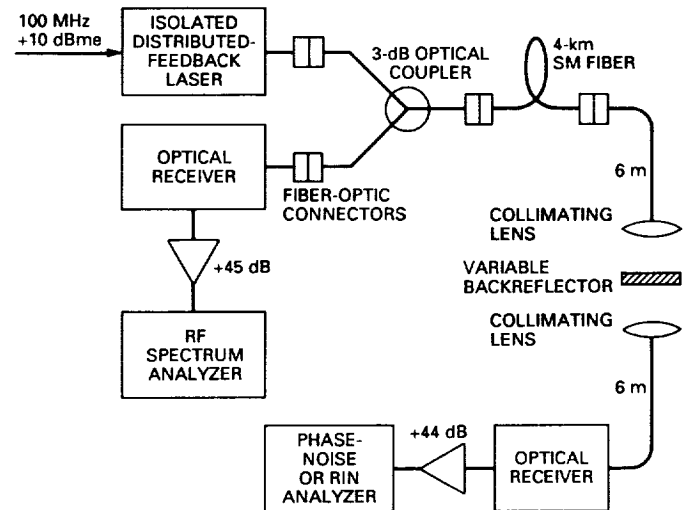 100 MHz
+10 dBme
ISOLATED
DISTRIBUTED-
FEEDBACK
LASER
3-dB OPTICAL
COUPLER
4-km
SM FIBER
OPTICAL
RECEIVER
FIBER-OPTIC
CONNECTORS
6 m
COLLIMATING
LENS
+45 dB
VARIABLE
BACKREFLECTOR
RF
SPECTRUM
ANALYZER
COLLIMATING
LENS
6 m
PHASE-
NOISE
OR RIN
ANALYZER
+44 dB
OPTICAL
RECEIVER